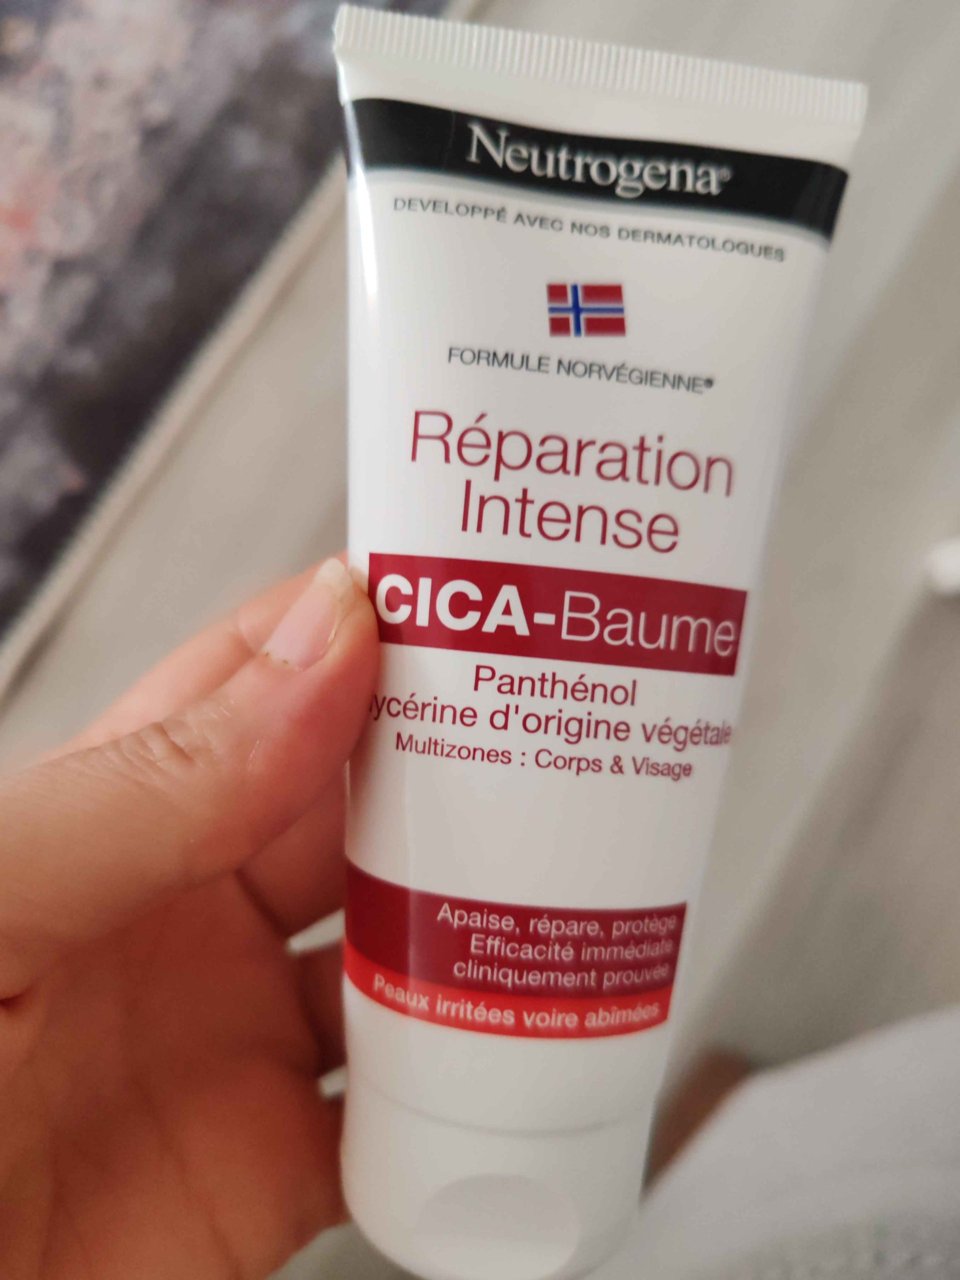 Neutrogena®
DEVELOPPÉ AVEC NOS DERMATOLOGUES
FORMULE NORVÉGIENNE®
Réparation
Intense
CICA-Baume
Panthénol
ycérine d'origine végétale
Multizones : Corps & Visage
Apaise, répare, protège
Efficacité immédiate
cliniquement prouvée
Peaux irritées voire abîmées